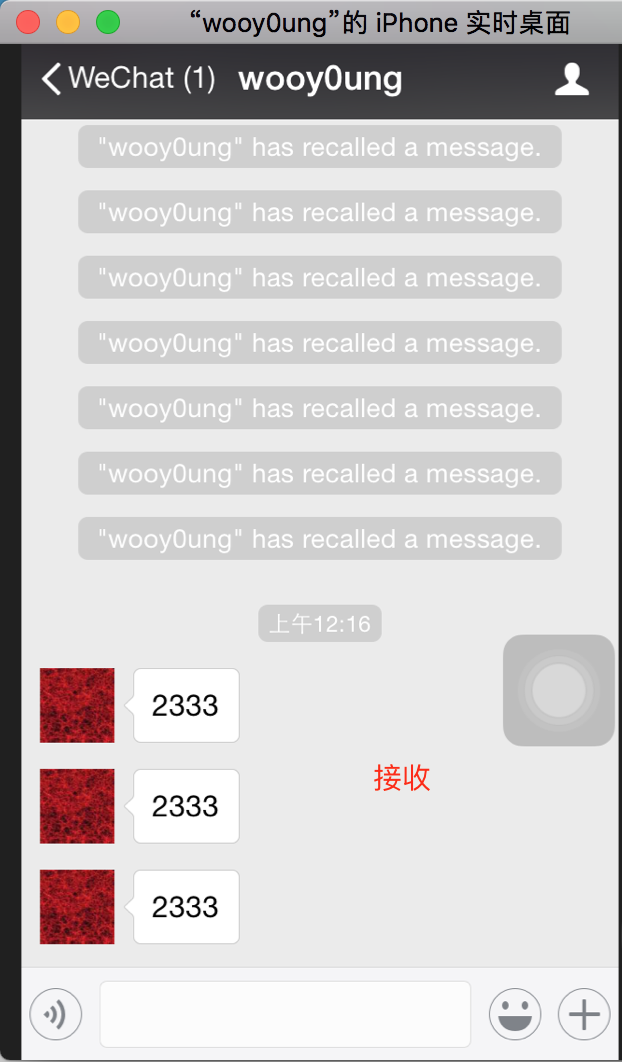 “wooy0ung”的 iPhone 实时桌面
WeChat (1) wooy0ung
"wooy0ung" has recalled a message.
"wooy0ung" has recalled a message.
"wooy0ung" has recalled a message.
"wooy0ung" has recalled a message.
"wooy0ung" has recalled a message.
"wooy0ung" has recalled a message.
"wooy0ung" has recalled a message.
上午12:16
2333
接收
2333
2333